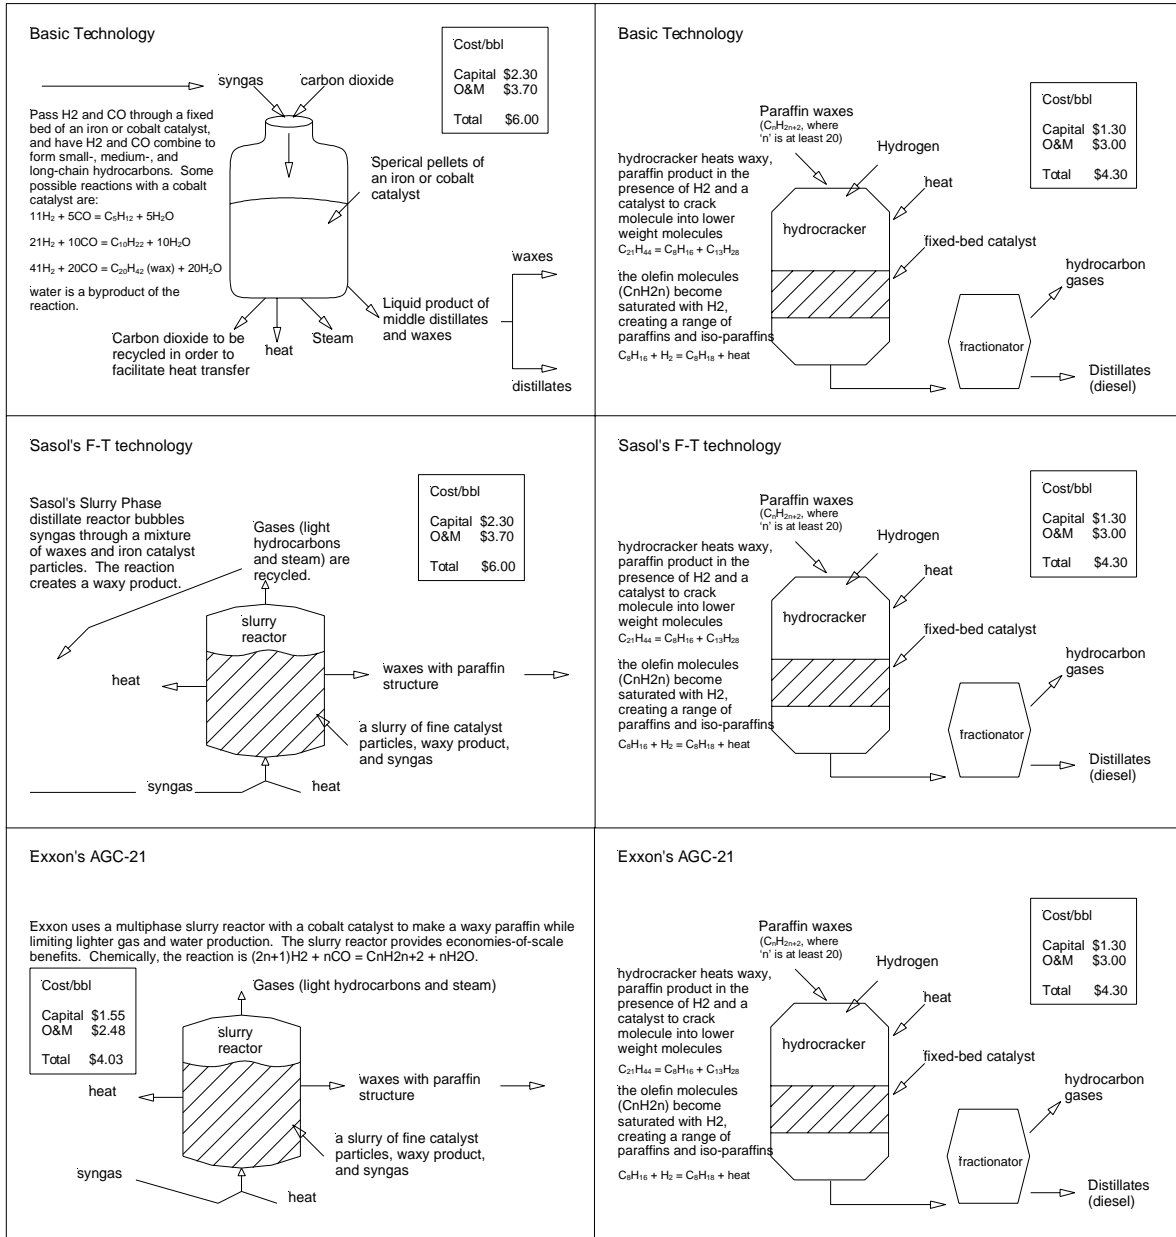 Basic Technology
Cost/bbl
Capital $2.30
O&M $3.70
Total $6.00
syngas
carbon dioxide
Pass H2 and CO through a fixed
bed of an iron or cobalt catalyst,
and have H2 and CO combine to
form small-, medium-, and
long-chain hydrocarbons. Some
possible reactions with a cobalt
catalyst are:
11H₂ + 5CO = C₅H₁₂ + 5H₂O
21H₂ + 10CO = C₁₀H₂₂ + 10H₂O
41H₂ + 20CO = C₂₀H₄₂ (wax) + 20H₂O
water is a byproduct of the
reaction.
Sperical pellets of
an iron or cobalt
catalyst
waxes
Liquid product of
middle distillates
and waxes
distillates
Carbon dioxide to be
recycled in order to
facilitate heat transfer
heat
Steam
Basic Technology
Cost/bbl
Capital $1.30
O&M $3.00
Total $4.30
Paraffin waxes
(CₙH₂ₙ₊₂, where
'n' is at least 20)
Hydrogen
heat
hydrocracker heats waxy,
paraffin product in the
presence of H2 and a
catalyst to crack
molecule into lower
weight molecules
C₂₁H₄₄ = C₈H₁₆ + C₁₃H₂₈
hydrocracker
fixed-bed catalyst
the olefin molecules
(CnH2n) become
saturated with H2,
creating a range of
paraffins and iso-paraffins
C₈H₁₆ + H₂ = C₈H₁₈ + heat
hydrocarbon
gases
fractionator
Distillates
(diesel)
Sasol's F-T technology
Cost/bbl
Capital $2.30
O&M $3.70
Total $6.00
Sasol's Slurry Phase
distillate reactor bubbles
syngas through a mixture
of waxes and iron catalyst
particles. The reaction
creates a waxy product.
Gases (light
hydrocarbons
and steam) are
recycled.
slurry
reactor
heat
waxes with paraffin
structure
a slurry of fine catalyst
particles, waxy product,
and syngas
syngas
heat
Sasol's F-T technology
Cost/bbl
Capital $1.30
O&M $3.00
Total $4.30
Paraffin waxes
(CₙH₂ₙ₊₂, where
'n' is at least 20)
Hydrogen
heat
hydrocracker heats waxy,
paraffin product in the
presence of H2 and a
catalyst to crack
molecule into lower
weight molecules
C₂₁H₄₄ = C₈H₁₆ + C₁₃H₂₈
hydrocracker
fixed-bed catalyst
the olefin molecules
(CnH2n) become
saturated with H2,
creating a range of
paraffins and iso-paraffins
C₈H₁₆ + H₂ = C₈H₁₈ + heat
hydrocarbon
gases
fractionator
Distillates
(diesel)
Exxon's AGC-21
Exxon uses a multiphase slurry reactor with a cobalt catalyst to make a waxy paraffin while
limiting lighter gas and water production. The slurry reactor provides economies-of-scale
benefits. Chemically, the reaction is (2n+1)H2 + nCO = CnH2n+2 + nH2O.
Cost/bbl
Capital $1.55
O&M $2.48
Total $4.03
Gases (light hydrocarbons and steam)
slurry
reactor
heat
waxes with paraffin
structure
a slurry of fine catalyst
particles, waxy product,
and syngas
syngas
heat
Exxon's AGC-21
Cost/bbl
Capital $1.30
O&M $3.00
Total $4.30
Paraffin waxes
(CₙH₂ₙ₊₂, where
'n' is at least 20)
Hydrogen
heat
hydrocracker heats waxy,
paraffin product in the
presence of H2 and a
catalyst to crack
molecule into lower
weight molecules
C₂₁H₄₄ = C₈H₁₆ + C₁₃H₂₈
hydrocracker
fixed-bed catalyst
the olefin molecules
(CnH2n) become
saturated with H2,
creating a range of
paraffins and iso-paraffins
C₈H₁₆ + H₂ = C₈H₁₈ + heat
hydrocarbon
gases
fractionator
Distillates
(diesel)